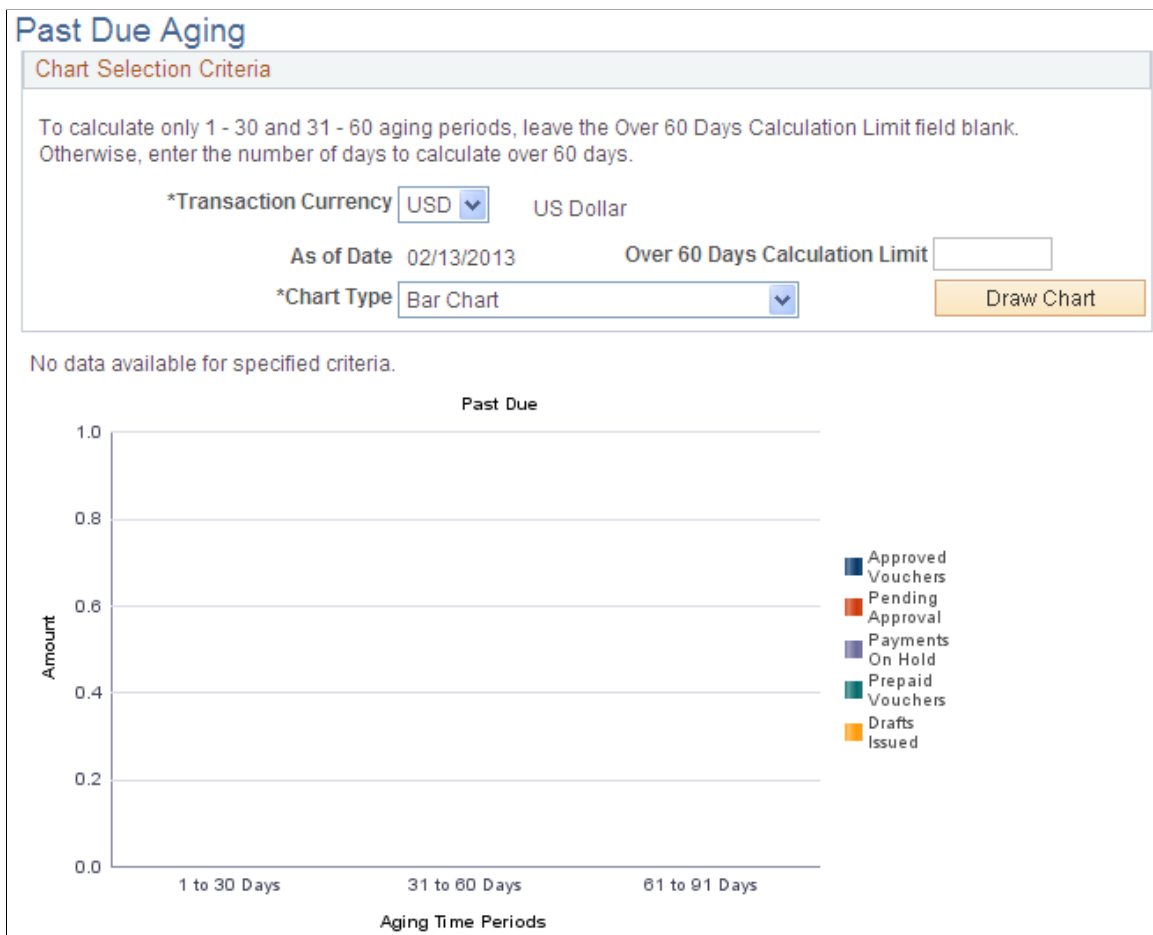 Past Due Aging
Chart Selection Criteria
To calculate only 1 - 30 and 31 - 60 aging periods, leave the Over 60 Days Calculation Limit field blank.
Otherwise, enter the number of days to calculate over 60 days.
*Transaction Currency USD US Dollar
As of Date 02/13/2013 Over 60 Days Calculation Limit
*Chart Type Bar Chart Draw Chart
No data available for specified criteria.
Past Due
1.0
0.8
0.6
0.4
0.2
0.0
Amount
1 to 30 Days 31 to 60 Days 61 to 91 Days
Aging Time Periods
Approved
Vouchers
Pending
Approval
Payments
On Hold
Prepaid
Vouchers
Drafts
Issued